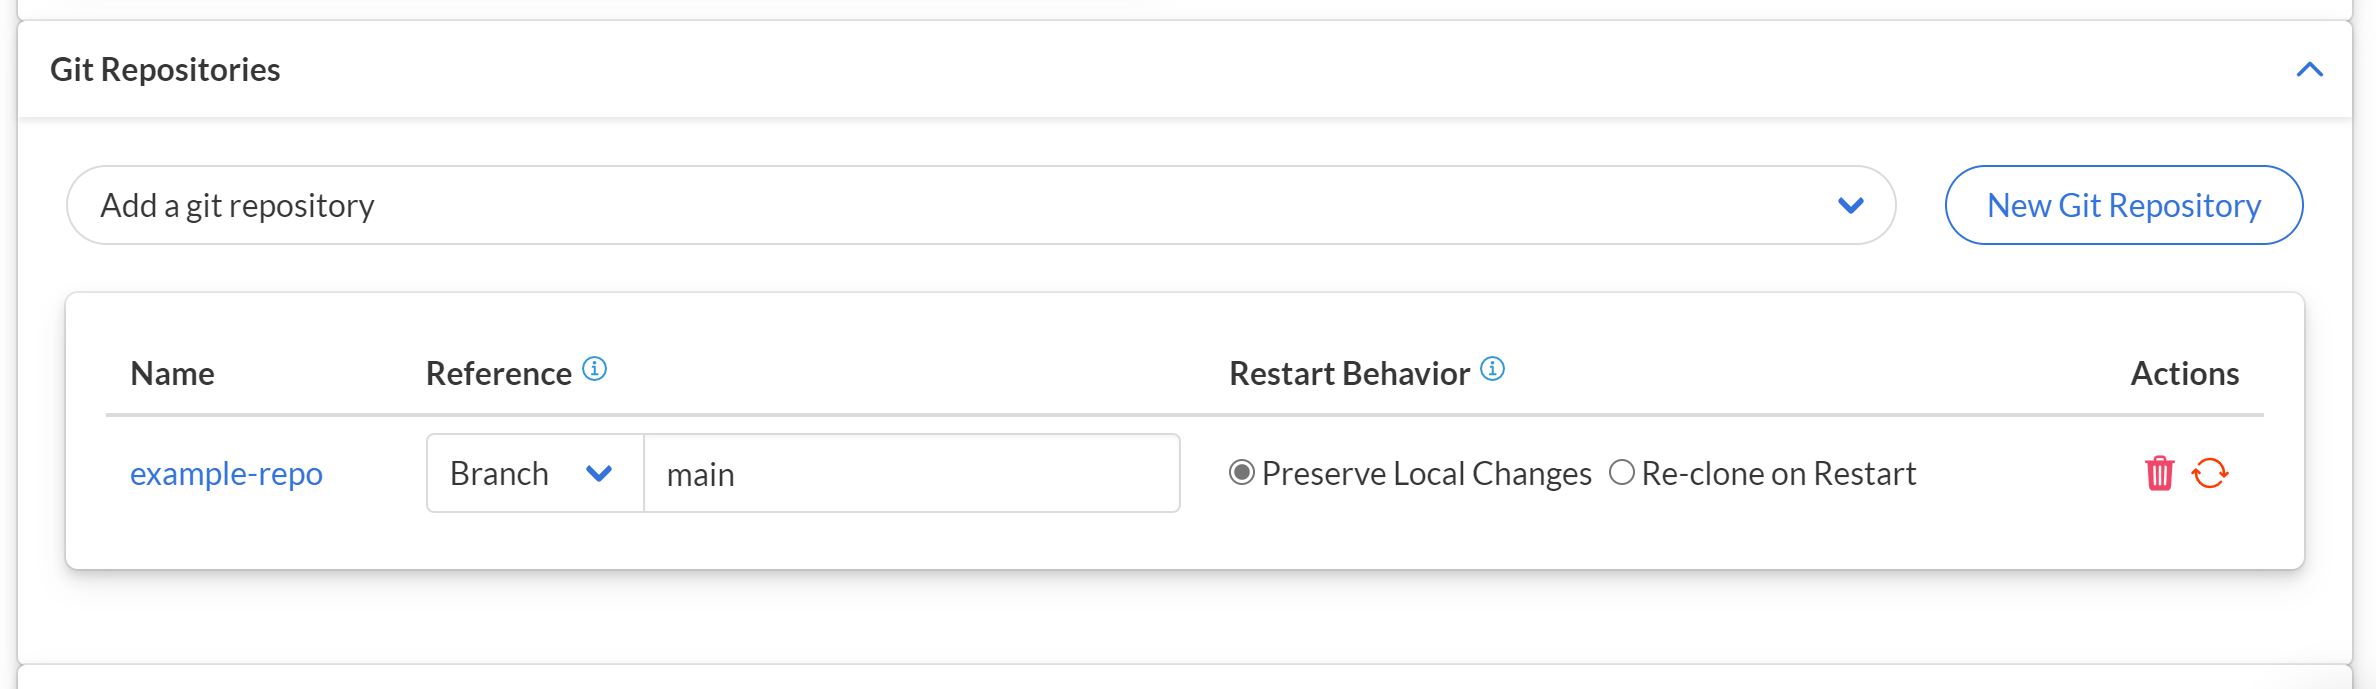 Git Repositories
Add a git repository
New Git Repository
Name
Reference
Restart Behavior
Actions
example-repo
Branch
main
Preserve Local Changes
Re-clone on Restart